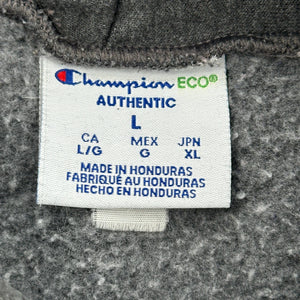 Champion ECO®
AUTHENTIC
L
CA MEX JPN
L/G G XL
MADE IN HONDURAS
FABRIQUÉ AU HONDURAS
HECHO EN HONDURAS